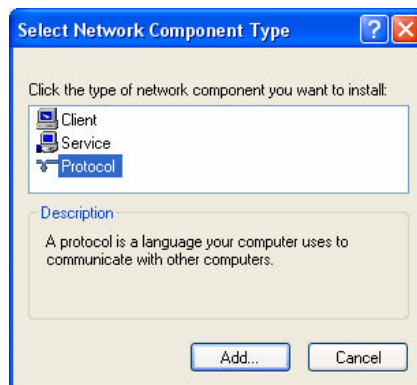 Select Network Component Type
Click the type of network component you want to install:
Client
Service
Protocol
Description
A protocol is a language your computer uses to
communicate with other computers.
Add...
Cancel